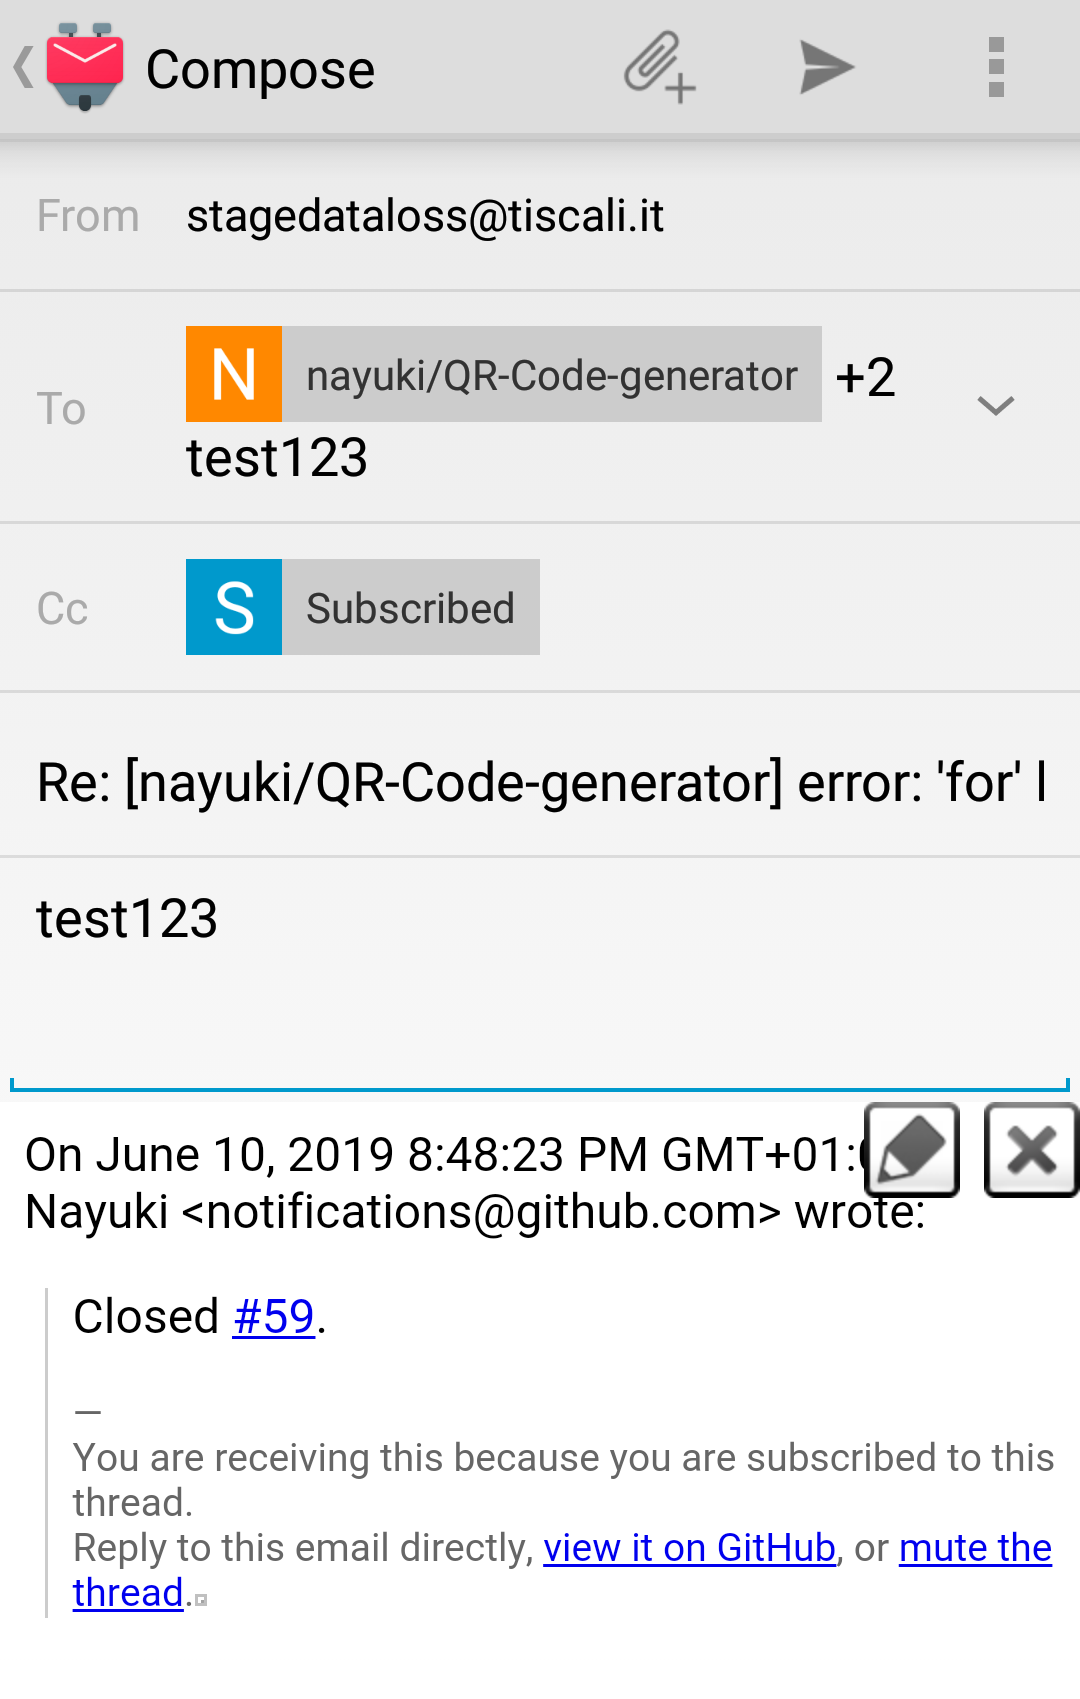 Compose
From stagedataloss@tiscali.it
To N nayuki/QR-Code-generator +2
test123
Cc S Subscribed
Re: [nayuki/QR-Code-generator] error: 'for' l
test123
On June 10, 2019 8:48:23 PM GMT+01:
Nayuki <notifications@github.com> wrote:
Closed #59.
—
You are receiving this because you are subscribed to this
thread.
Reply to this email directly, view it on GitHub, or mute the
thread.